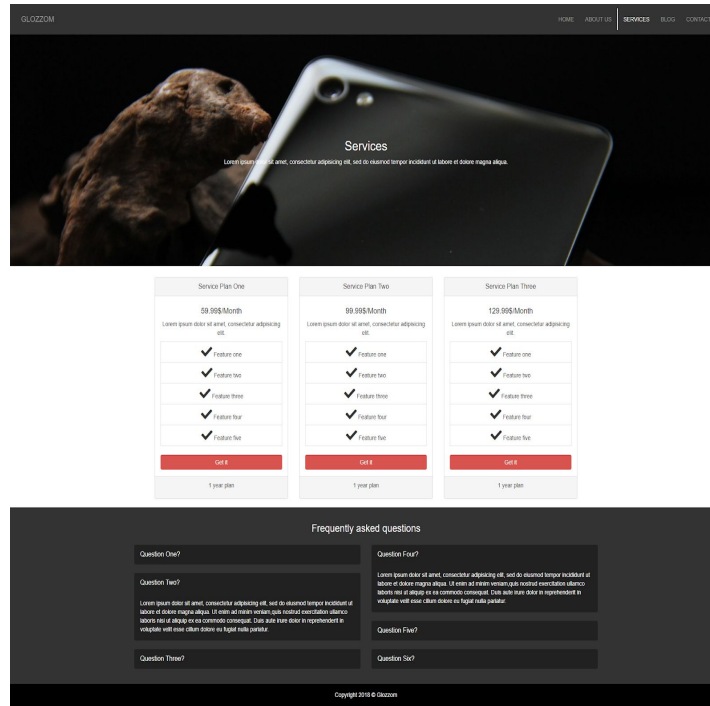 GLOZZOM
HOME ABOUT US SERVICES BLOG CONTACT
Services
Lorem ipsum dolor sit amet, consectetur adipisicing elit, sed do eiusmod tempor incididunt ut labore et dolore magna aliqua.
Service Plan One
59.99$/Month
Lorem ipsum dolor sit amet, consectetur adipisicing
elit.
Feature one
Feature two
Feature three
Feature four
Feature five
Get It
1 year plan
Service Plan Two
99.99$/Month
Lorem ipsum dolor sit amet, consectetur adipisicing
elit.
Feature one
Feature two
Feature three
Feature four
Feature five
Get It
1 year plan
Service Plan Three
129.99$/Month
Lorem ipsum dolor sit amet, consectetur adipisicing
elit.
Feature one
Feature two
Feature three
Feature four
Feature five
Get It
1 year plan
Frequently asked questions
Question One?
Question Two?
Lorem ipsum dolor sit amet, consectetur adipisicing elit, sed do eiusmod tempor incididunt ut
labore et dolore magna aliqua. Ut enim ad minim veniam,quis nostrud exercitation ullamco
laboris nisi ut aliquip ex ea commodo consequat. Duis aute irure dolor in reprehenderit in
voluptate velit esse cillum dolore eu fugiat nulla pariatur.
Question Three?
Question Four?
Lorem ipsum dolor sit amet, consectetur adipisicing elit, sed do eiusmod tempor incididunt ut
labore et dolore magna aliqua. Ut enim ad minim veniam,quis nostrud exercitation ullamco
laboris nisi ut aliquip ex ea commodo consequat. Duis aute irure dolor in reprehenderit in
voluptate velit esse cillum dolore eu fugiat nulla pariatur.
Question Five?
Question Six?
Copyright 2018 © Glozzom